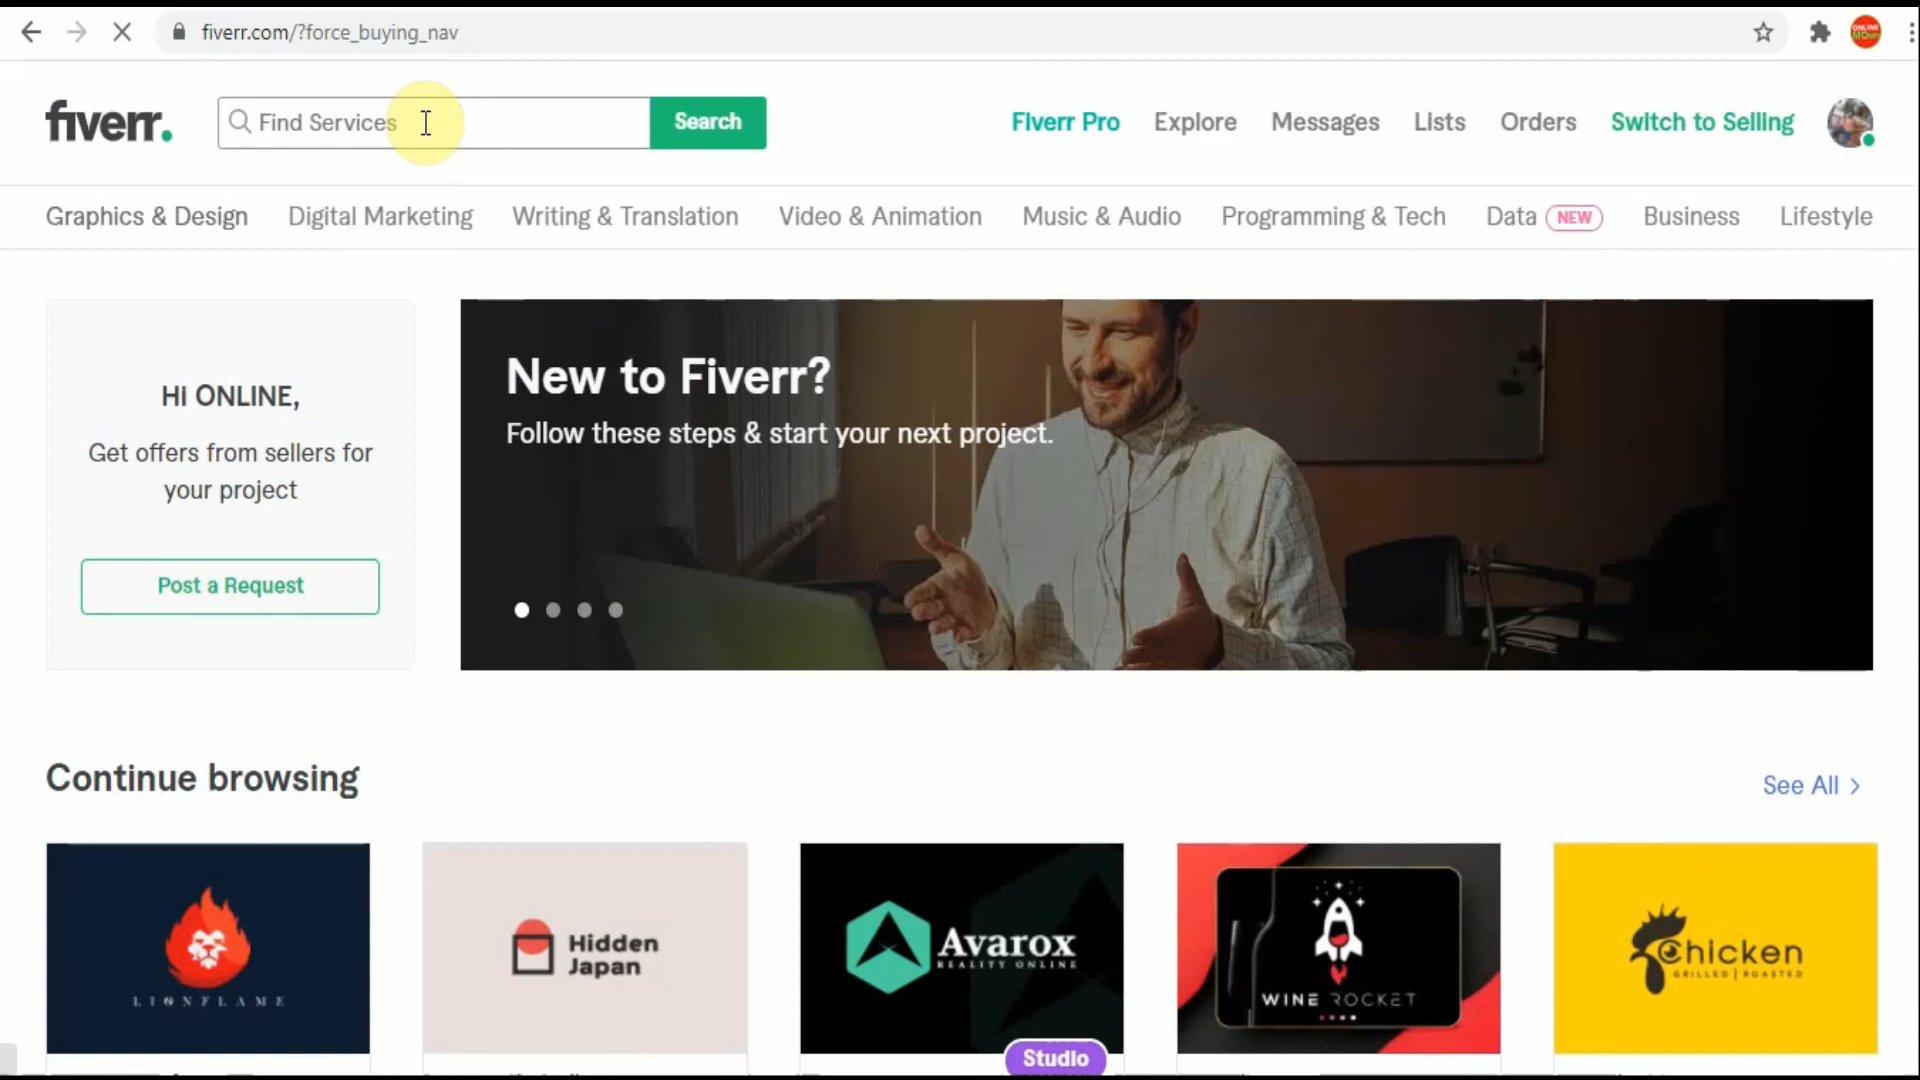 fiverr.com/?force_buying_nav
ONLINE
fiverr.
Find Services
Search
Fiverr Pro
Explore
Messages
Lists
Orders
Switch to Selling
Graphics & Design
Digital Marketing
Writing & Translation
Video & Animation
Music & Audio
Programming & Tech
Data NEW
Business
Lifestyle
Hi ONLINE,
Get offers from sellers for
your project
Post a Request
New to Fiverr?
Follow these steps & start your next project.
Continue browsing
See All >
LIONFLAME
Hidden
Japan
Avarox
REALITY ONLINE
WINE ROCKET
Chicken
GRILLED | ROASTED
Studio